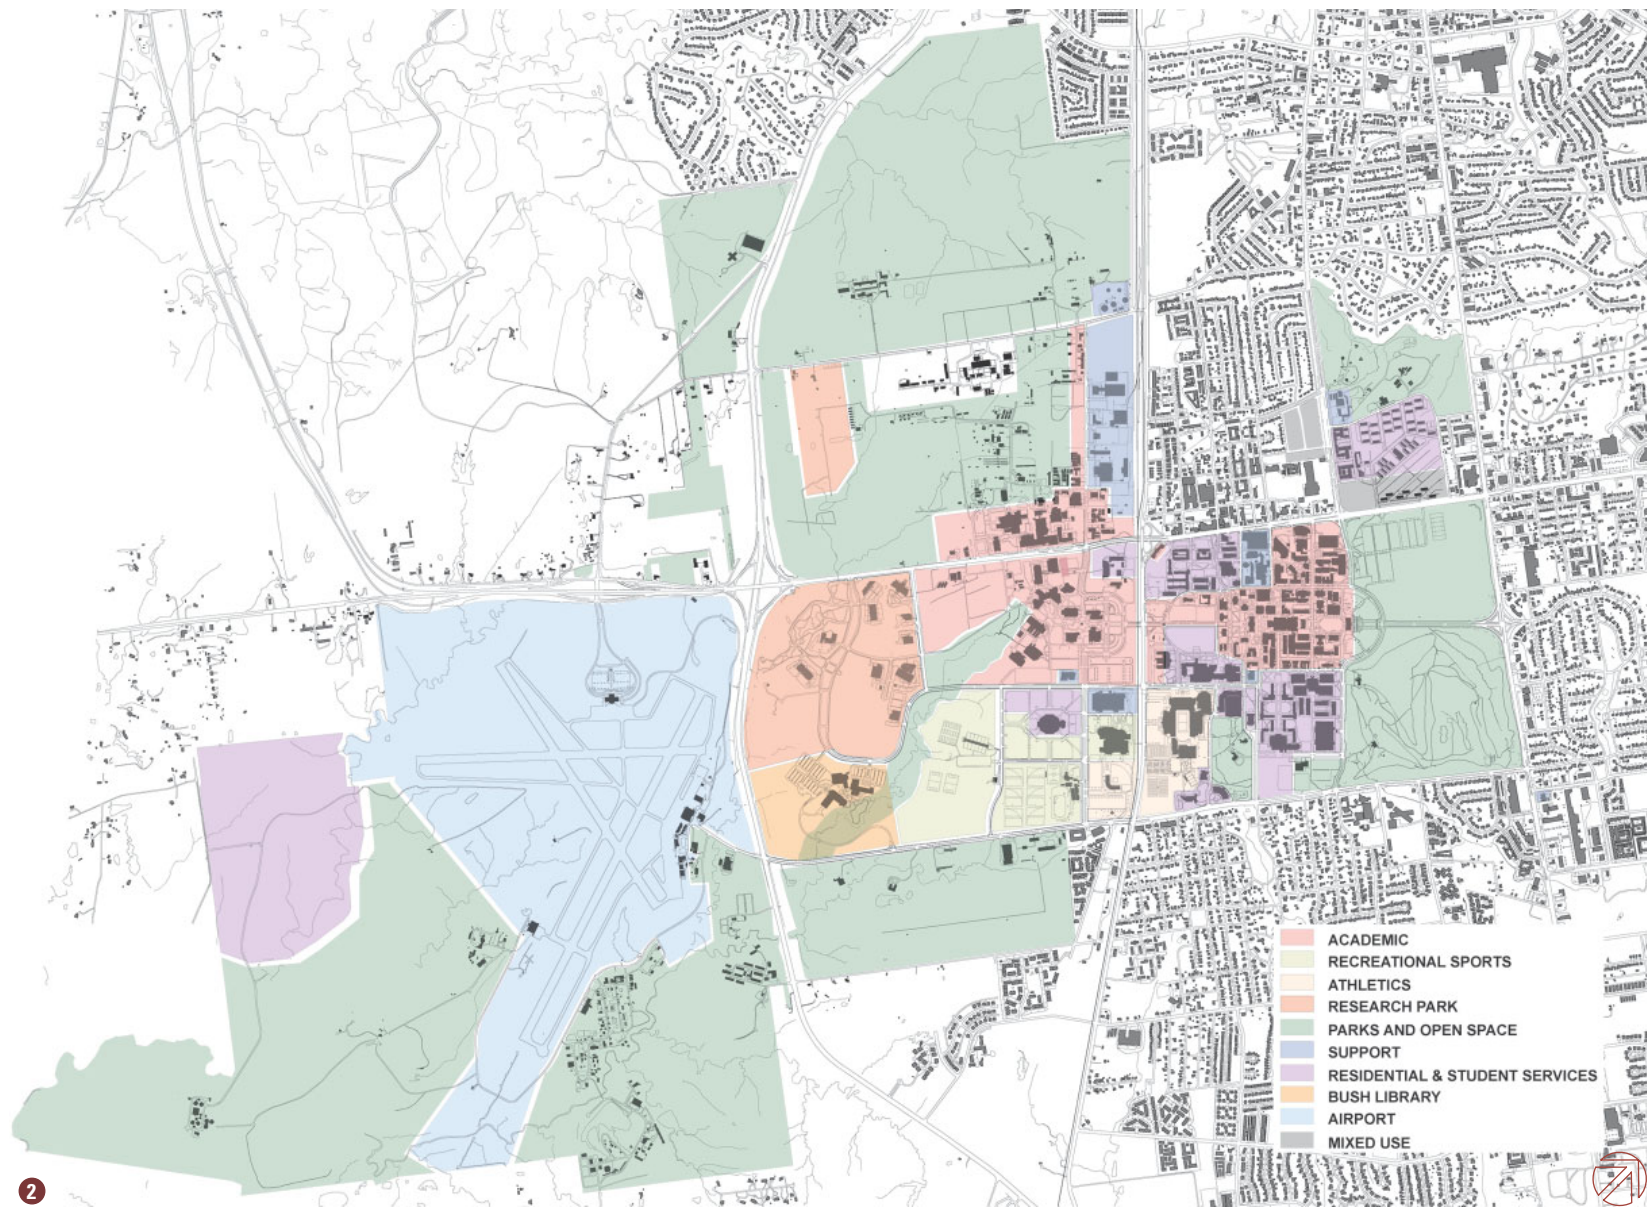 ACADEMIC
RECREATIONAL SPORTS
ATHLETICS
RESEARCH PARK
PARKS AND OPEN SPACE
SUPPORT
RESIDENTIAL & STUDENT SERVICES
BUSH LIBRARY
AIRPORT
MIXED USE
2